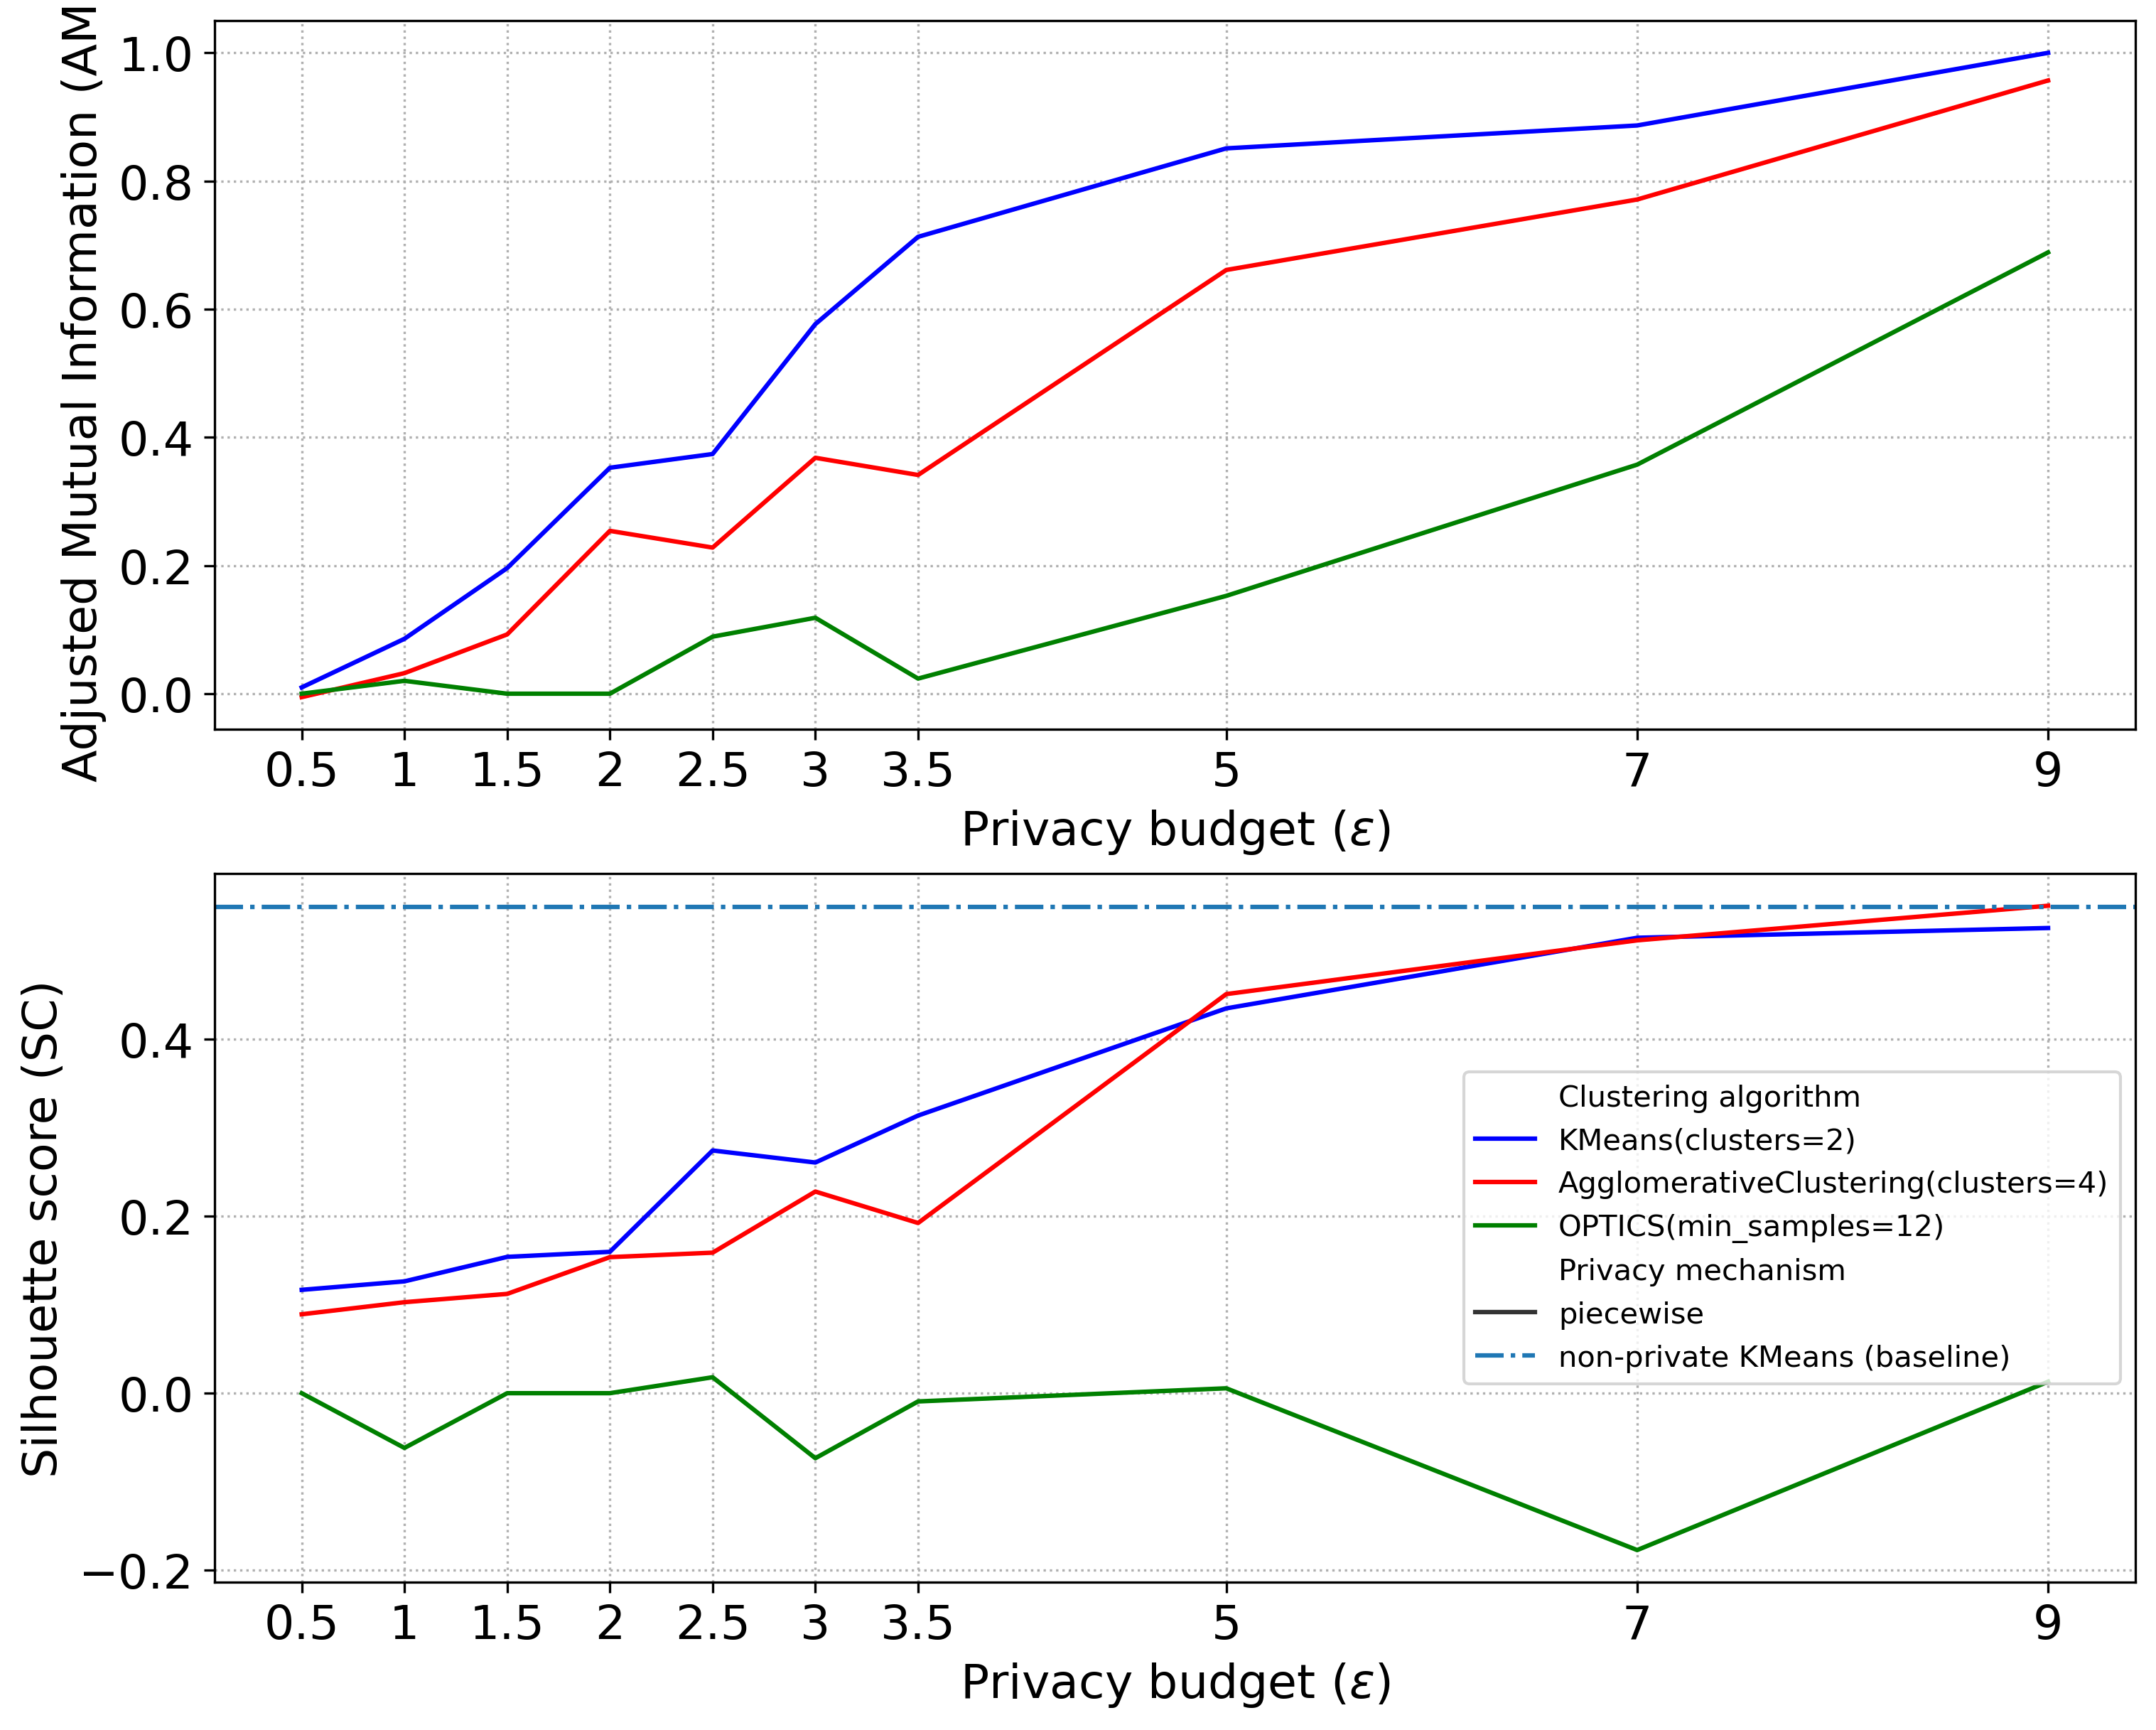 Adjusted Mutual Information (AM
1.0
0.8
0.6
0.4
0.2
0.0
0.5 1 1.5 2 2.5 3 3.5 5 7 9
Privacy budget (ε)
Silhouette score (SC)
0.4
0.2
0.0
−0.2
Clustering algorithm
KMeans(clusters=2)
AgglomerativeClustering(clusters=4)
OPTICS(min_samples=12)
Privacy mechanism
piecewise
non-private KMeans (baseline)
0.5 1 1.5 2 2.5 3 3.5 5 7 9
Privacy budget (ε)